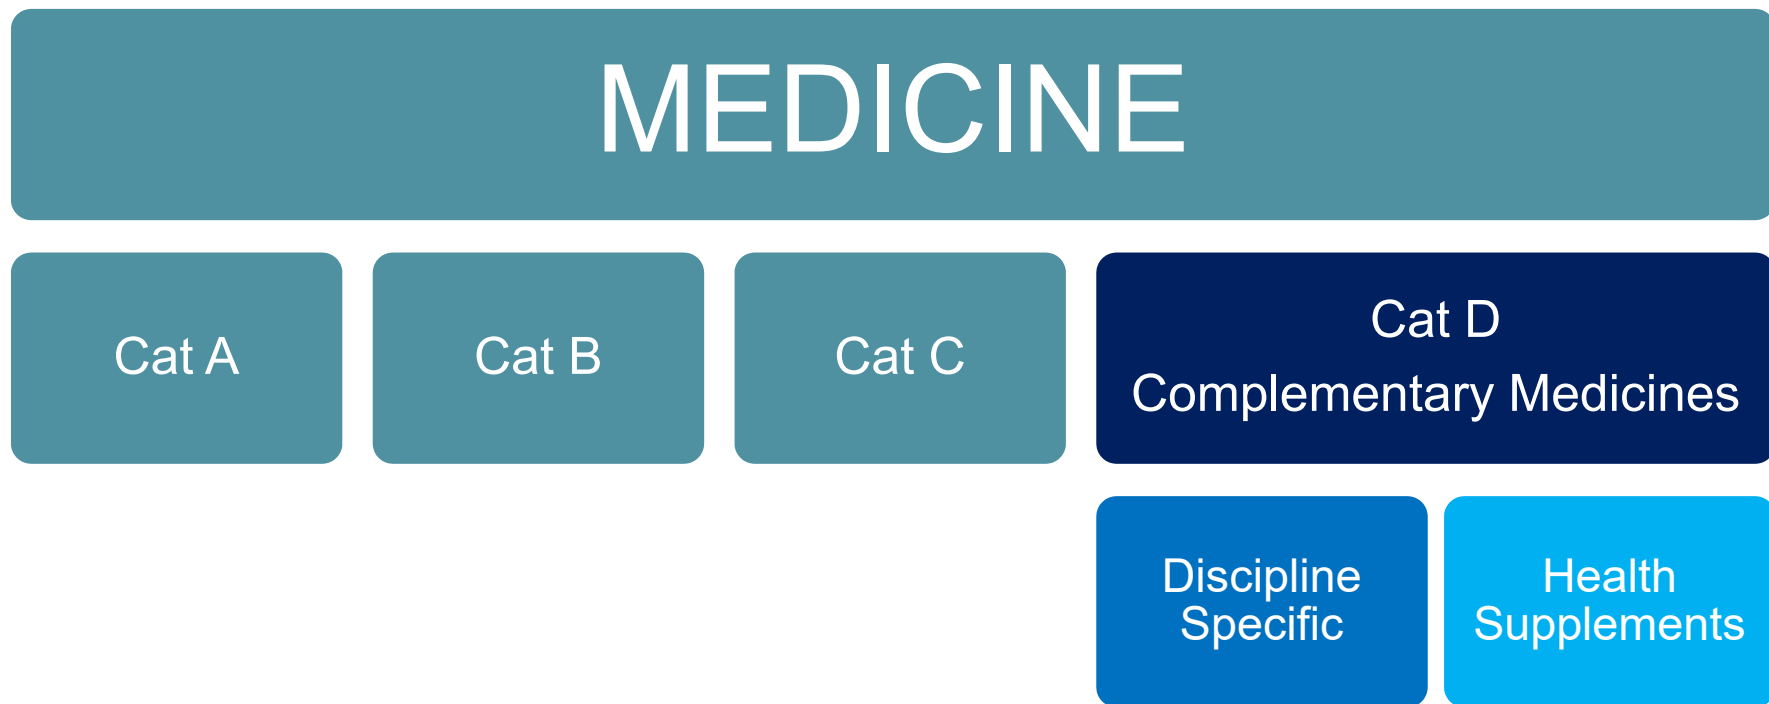 MEDICINE
Cat A
Cat B
Cat C
Cat D
Complementary Medicines
Discipline
Specific
Health
Supplements